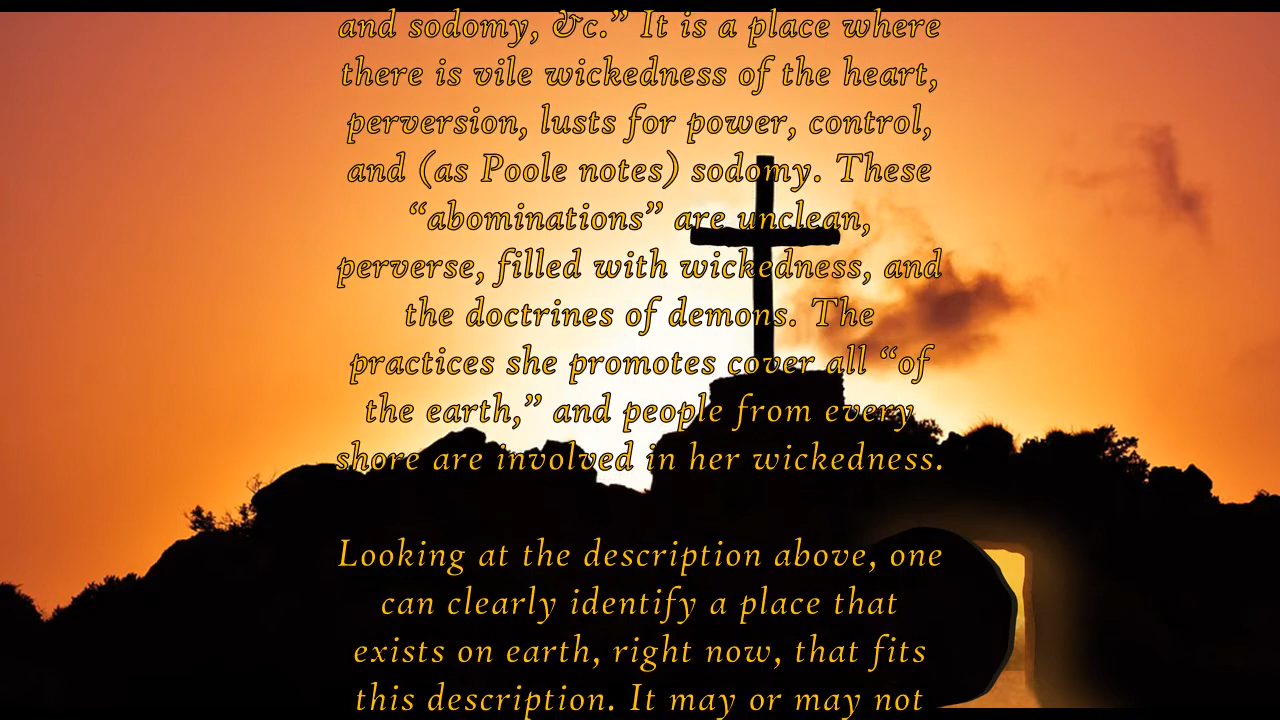 and sodomy, &c.” It is a place where
there is vile wickedness of the heart,
perversion, lusts for power, control,
and (as Poole notes) sodomy. These
“abominations” are unclean,
perverse, filled with wickedness, and
the doctrines of demons. The
practices she promotes cover all “of
the earth,” and people from every
shore are involved in her wickedness.
Looking at the description above, one
can clearly identify a place that
exists on earth, right now, that fits
this description. It may or may not